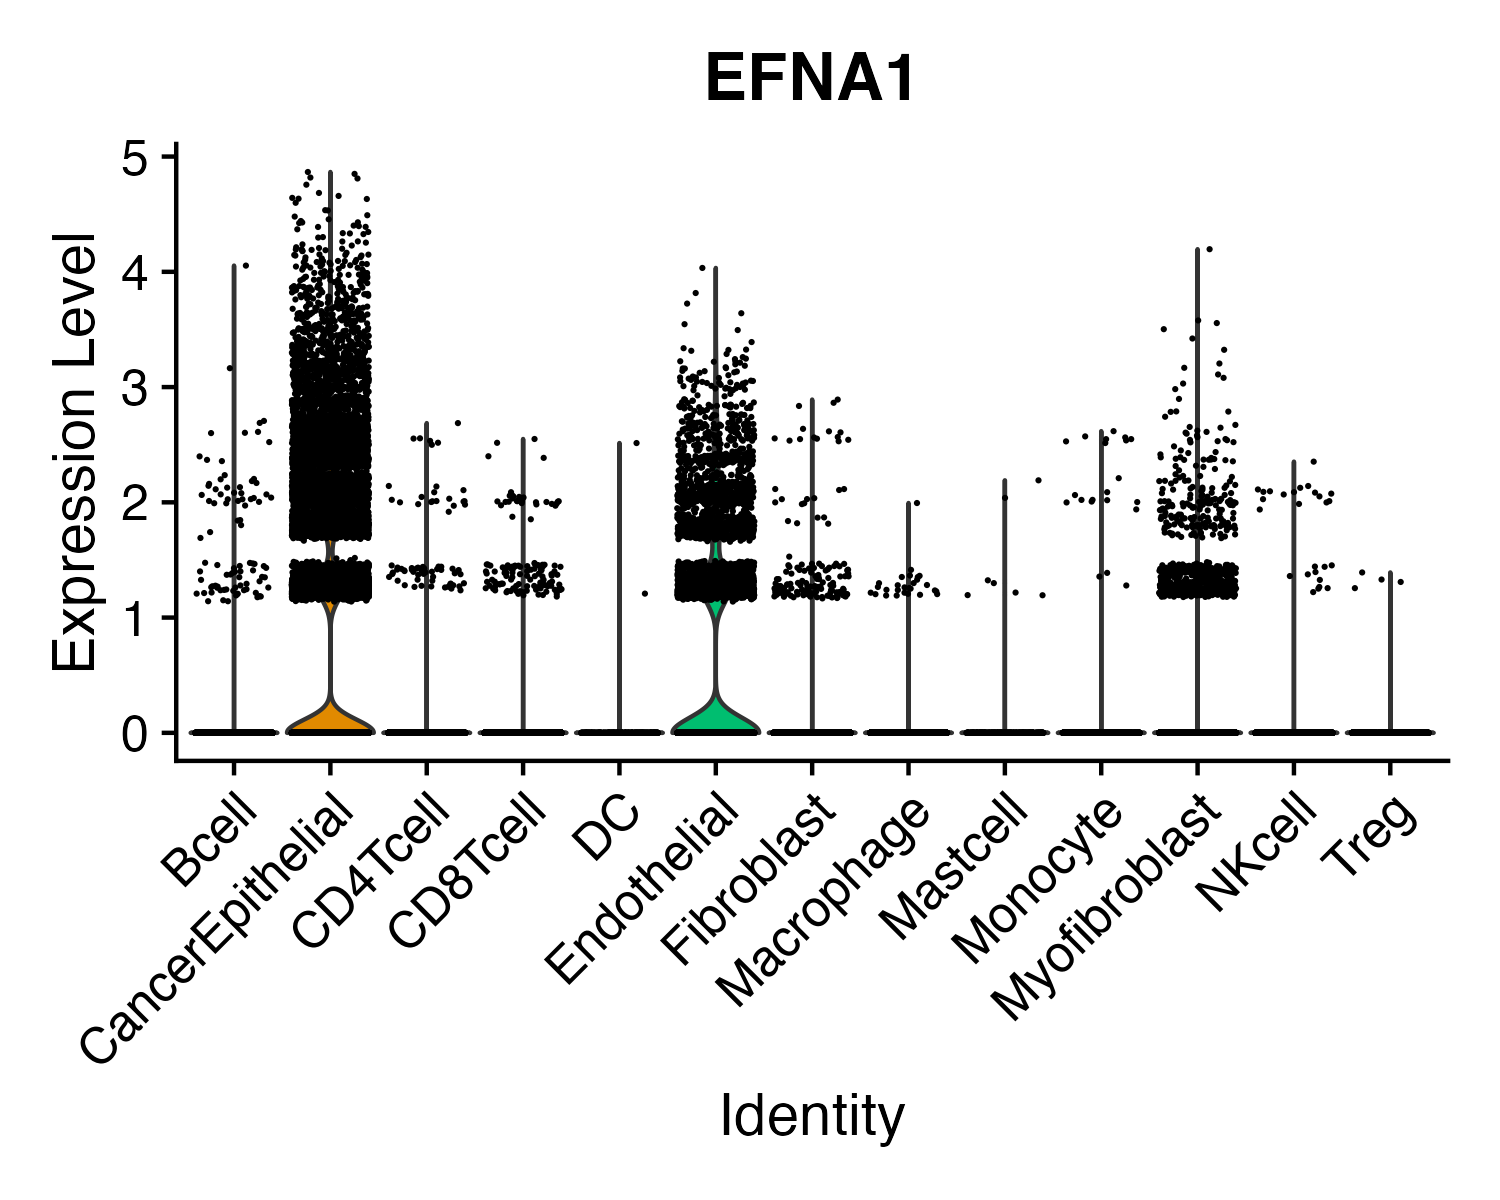 EFNA1
Expression Level
5
4
3
2
1
0
Bcell
CancerEpithelial
CD4Tcell
CD8Tcell
DC
Endothelial
Fibroblast
Macrophage
Mastcell
Monocyte
Myofibroblast
NKcell
Treg
Identity